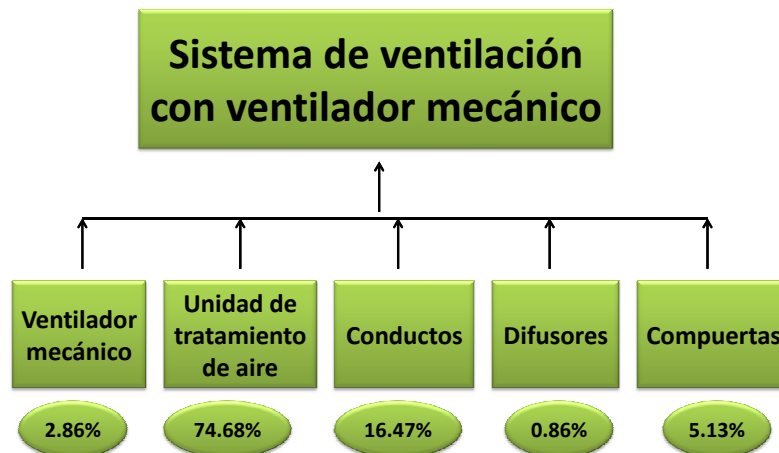 Sistema de ventilación
con ventilador mecánico
Ventilador
mecánico
Unidad de
tratamiento
de aire
Conductos
Difusores
Compuertas
2.86%
74.68%
16.47%
0.86%
5.13%